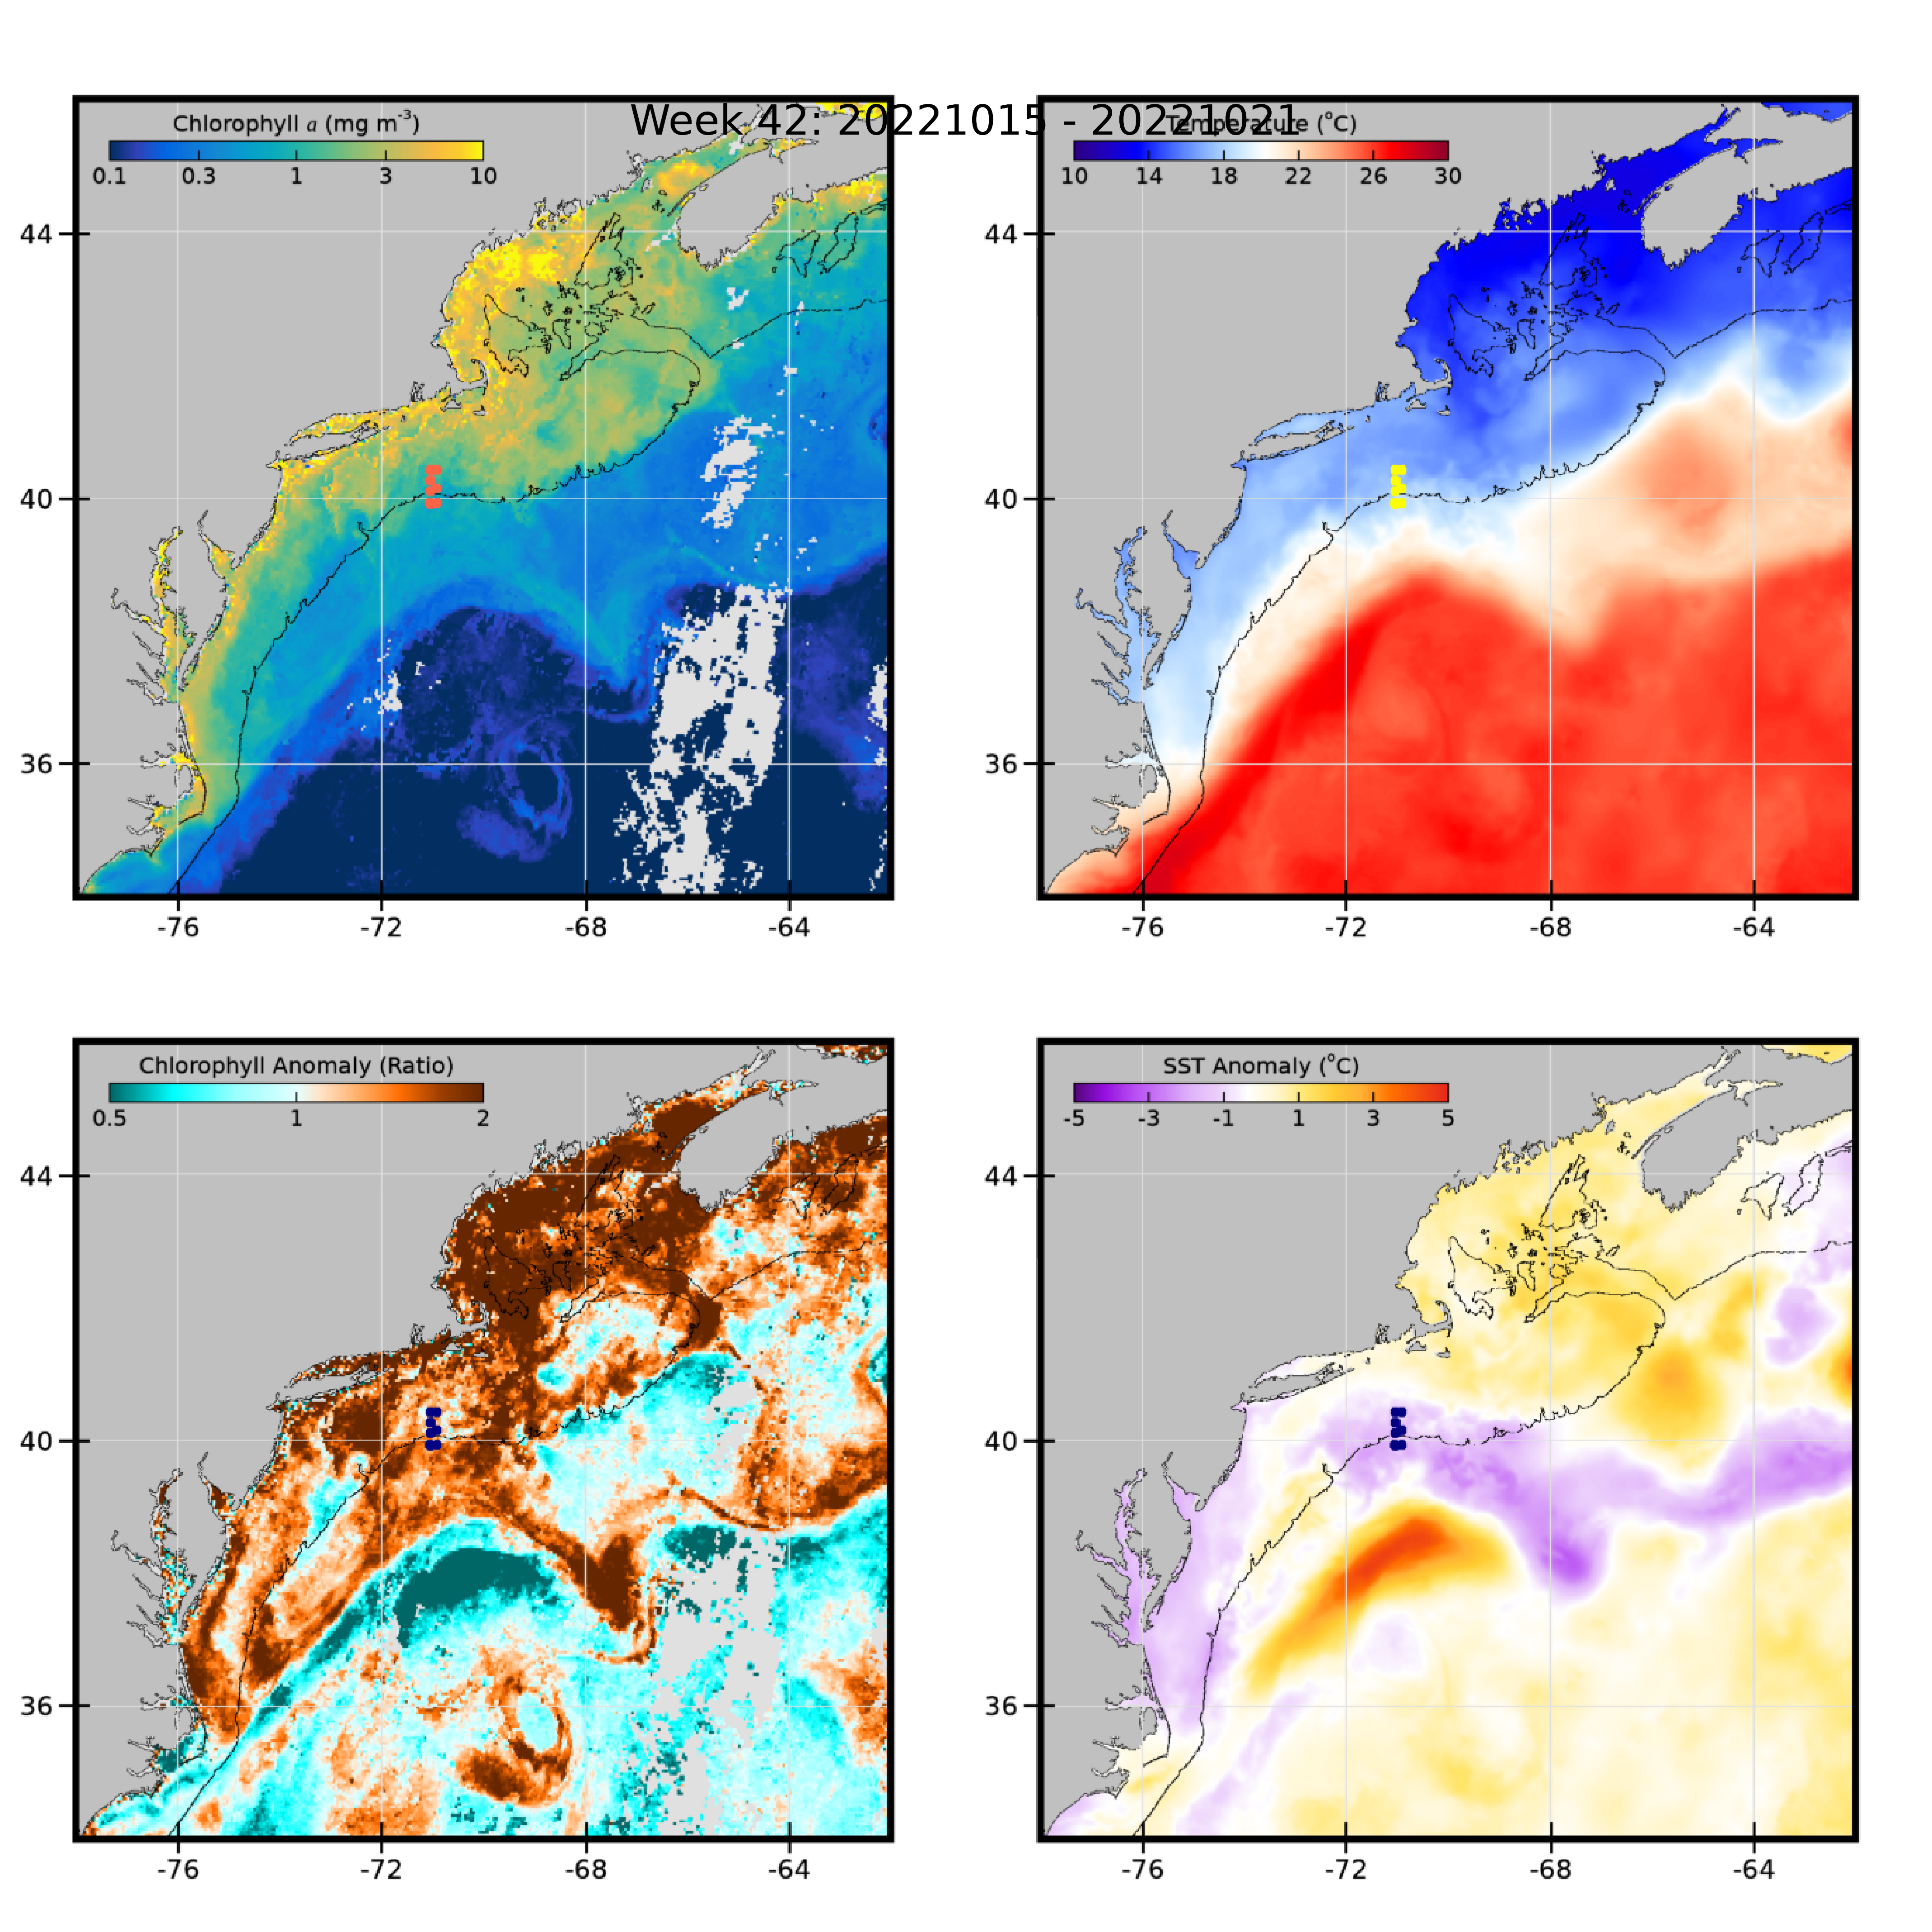 Week 42: 20221015 - 20221021
Chlorophyll a (mg m-3)
0.1 0.3 1 3 10
44
40
36
-76 -72 -68 -64
Temperature (°C)
10 14 18 22 26 30
44
40
36
-76 -72 -68 -64
Chlorophyll Anomaly (Ratio)
0.5 1 2
44
40
36
-76 -72 -68 -64
SST Anomaly (°C)
-5 -3 -1 1 3 5
44
40
36
-76 -72 -68 -64